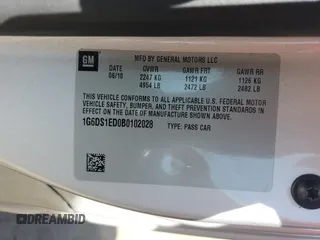 GM
MFD BY GENERAL MOTORS LLC
DATE GVWR GAWR FRT GAWR RR
08/10 2247 KG 1121 KG 1126 KG
4954 LB 2472 LB 2482 LB
THIS VEHICLE CONFORMS TO ALL APPLICABLE U.S. FEDERAL MOTOR
VEHICLE SAFETY, BUMPER, AND THEFT PREVENTION STANDARDS IN
EFFECT ON THE DATE OF MANUFACTURE SHOWN ABOVE.
1G6DS1ED0B0102028 TYPE: PASS CAR
DREAMBID